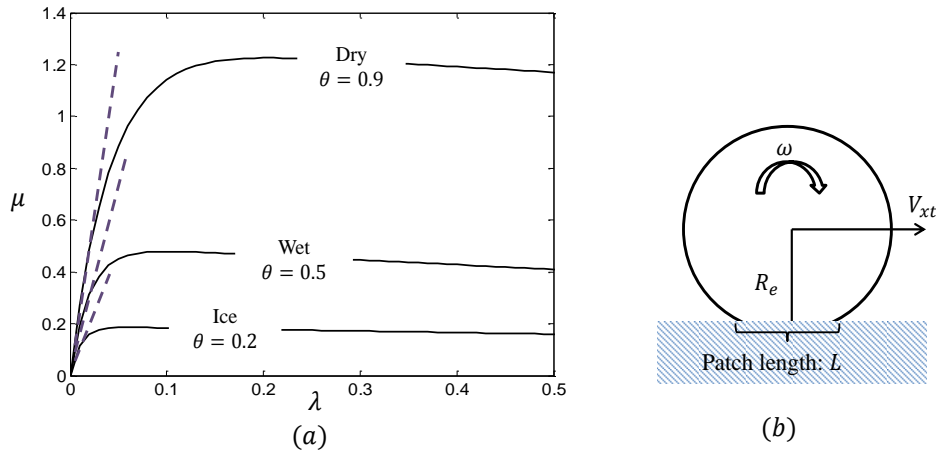 1.4
1.2
1
0.8
0.6
0.4
0.2
0
μ
Dry
θ = 0.9
Wet
θ = 0.5
Ice
θ = 0.2
0 0.1 0.2 0.3 0.4 0.5
λ
(a)
ω
V_xt
R_e
Patch length: L
(b)